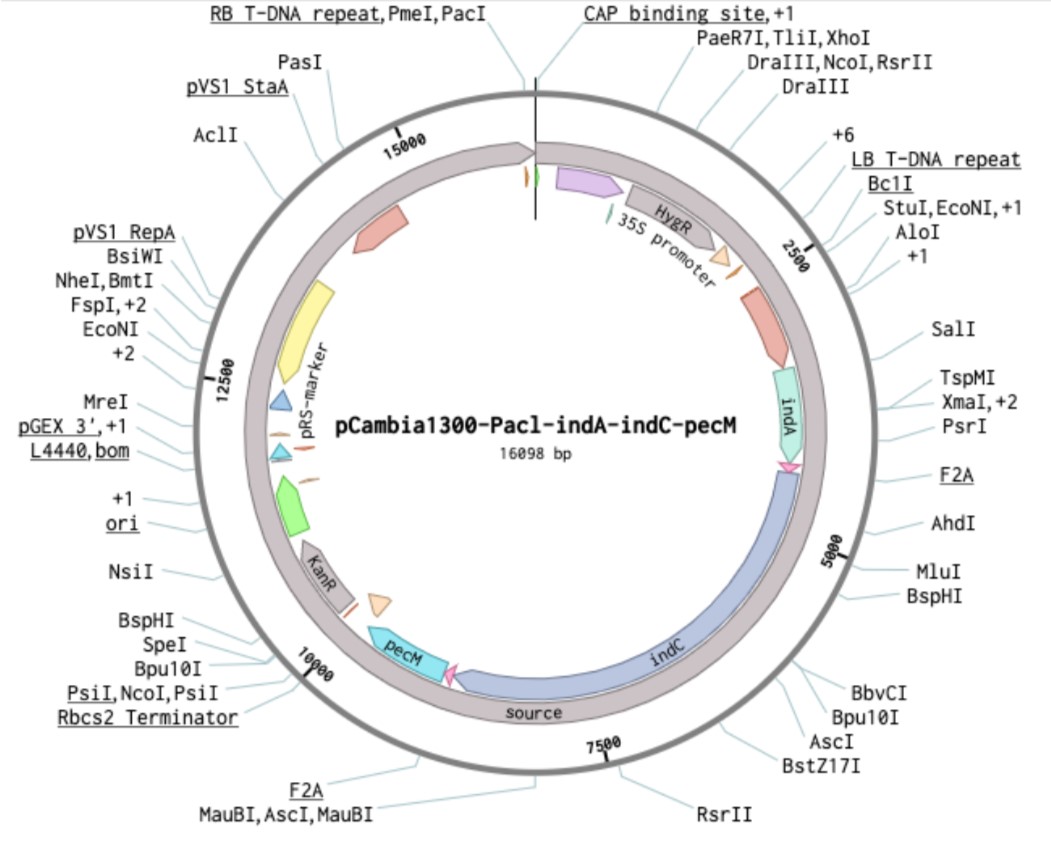 RB T-DNA repeat,PmeI,PacI
CAP binding site,+1
PaeR7I,TliI,XhoI
DraIII,NcoI,RsrII
DraIII
+6
LB T-DNA repeat
Bc1I
StuI,EcoNI,+1
AloI
+1
SalI
TspMI
XmaI,+2
PsrI
F2A
AhdI
MluI
BspHI
BbvCI
Bpu10I
AscI
BstZ17I
RsrII
MauBI,AscI,MauBI
F2A
Rbcs2 Terminator
PsiI,NcoI,PsiI
Bpu10I
SpeI
BspHI
NsiI
ori
+1
L4440,bom
pGEX 3',+1
MreI
+2
EcoNI
FspI,+2
NheI,BmtI
BsiWI
pVS1 RepA
AclI
pVS1 StaA
PasI
2500
5000
7500
10000
12500
15000
HygR
35S promoter
indA
indC
source
pecM
KanR
pRS-marker
pCambia1300-Pacl-indA-indC-pecM
16098 bp